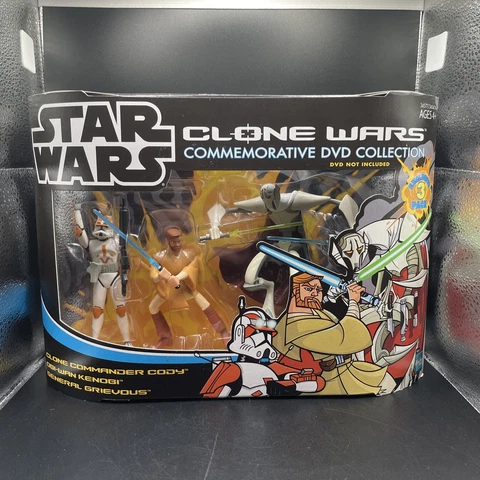 STAR
WARS
CLONE WARS
COMMEMORATIVE DVD COLLECTION
DVD NOT INCLUDED
AGES 4+
3
PACK
CLONE COMMANDER CODY
OBI-WAN KENOBI
GENERAL GRIEVOUS